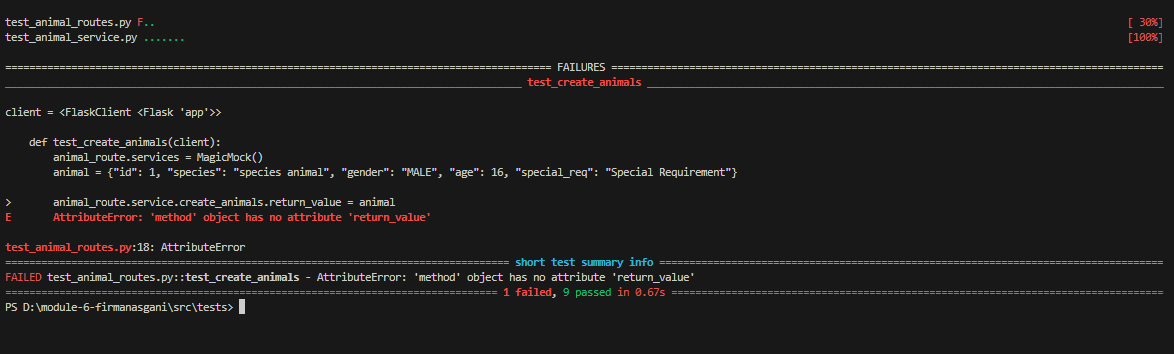 test_animal_routes.py F.. [ 30%]
test_animal_service.py ....... [100%]
================ FAILURES ================
________________ test_create_animals ________________
client = <FlaskClient <Flask 'app'>>
def test_create_animals(client):
animal_route.services = MagicMock()
animal = {"id": 1, "species": "species animal", "gender": "MALE", "age": 16, "special_req": "Special Requirement"}
> animal_route.service.create_animals.return_value = animal
E AttributeError: 'method' object has no attribute 'return_value'
test_animal_routes.py:18: AttributeError
================ short test summary info ================
FAILED test_animal_routes.py::test_create_animals - AttributeError: 'method' object has no attribute 'return_value'
================ 1 failed, 9 passed in 0.67s ================
PS D:\module-6-firmanasgani\src\tests>